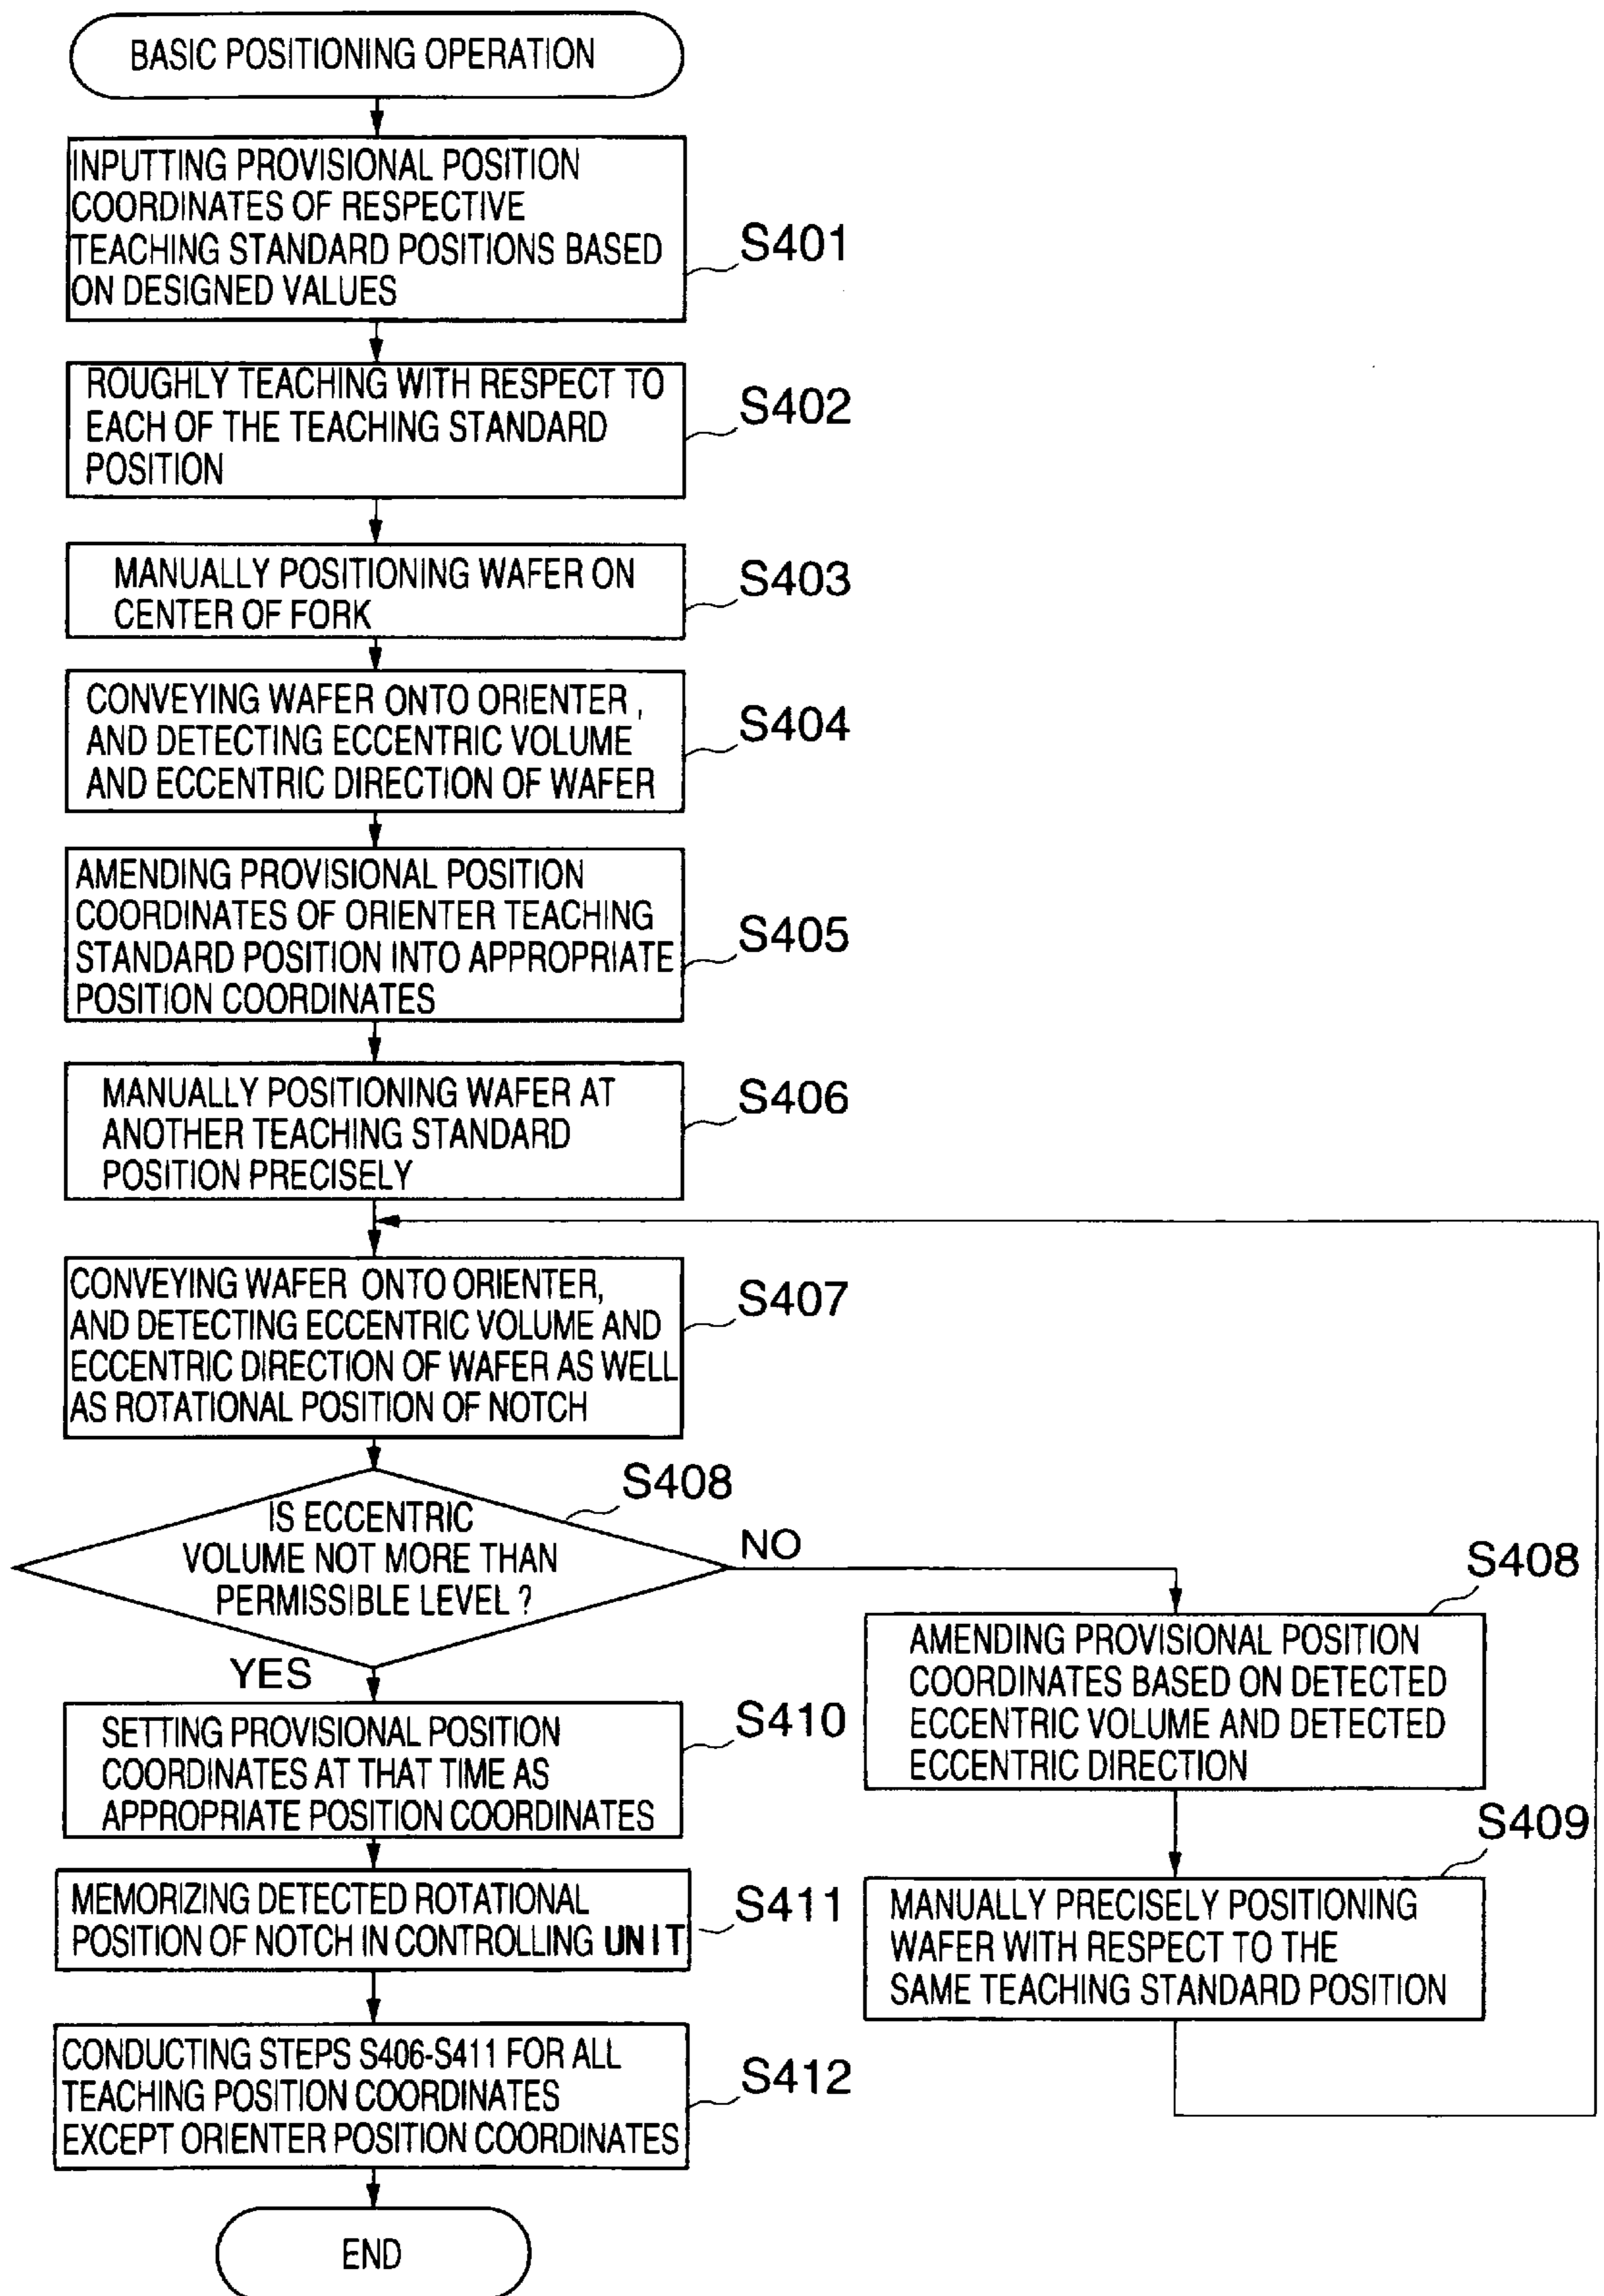 BASIC POSITIONING OPERATION
INPUTTING PROVISIONAL POSITION
COORDINATES OF RESPECTIVE
TEACHING STANDARD POSITIONS BASED
ON DESIGNED VALUES
S401
ROUGHLY TEACHING WITH RESPECT TO
EACH OF THE TEACHING STANDARD
POSITION
S402
MANUALLY POSITIONING WAFER ON
CENTER OF FORK
S403
CONVEYING WAFER ONTO ORIENTER,
AND DETECTING ECCENTRIC VOLUME
AND ECCENTRIC DIRECTION OF WAFER
S404
AMENDING PROVISIONAL POSITION
COORDINATES OF ORIENTER TEACHING
STANDARD POSITION INTO APPROPRIATE
POSITION COORDINATES
S405
MANUALLY POSITIONING WAFER AT
ANOTHER TEACHING STANDARD
POSITION PRECISELY
S406
CONVEYING WAFER ONTO ORIENTER,
AND DETECTING ECCENTRIC VOLUME AND
ECCENTRIC DIRECTION OF WAFER AS WELL
AS ROTATIONAL POSITION OF NOTCH
S407
IS ECCENTRIC
VOLUME NOT MORE THAN
PERMISSIBLE LEVEL ?
S408
NO
YES
AMENDING PROVISIONAL POSITION
COORDINATES BASED ON DETECTED
ECCENTRIC VOLUME AND DETECTED
ECCENTRIC DIRECTION
S408
MANUALLY PRECISELY POSITIONING
WAFER WITH RESPECT TO THE
SAME TEACHING STANDARD POSITION
S409
SETTING PROVISIONAL POSITION
COORDINATES AT THAT TIME AS
APPROPRIATE POSITION COORDINATES
S410
MEMORIZING DETECTED ROTATIONAL
POSITION OF NOTCH IN CONTROLLING UNIT
S411
CONDUCTING STEPS S406-S411 FOR ALL
TEACHING POSITION COORDINATES
EXCEPT ORIENTER POSITION COORDINATES
S412
END